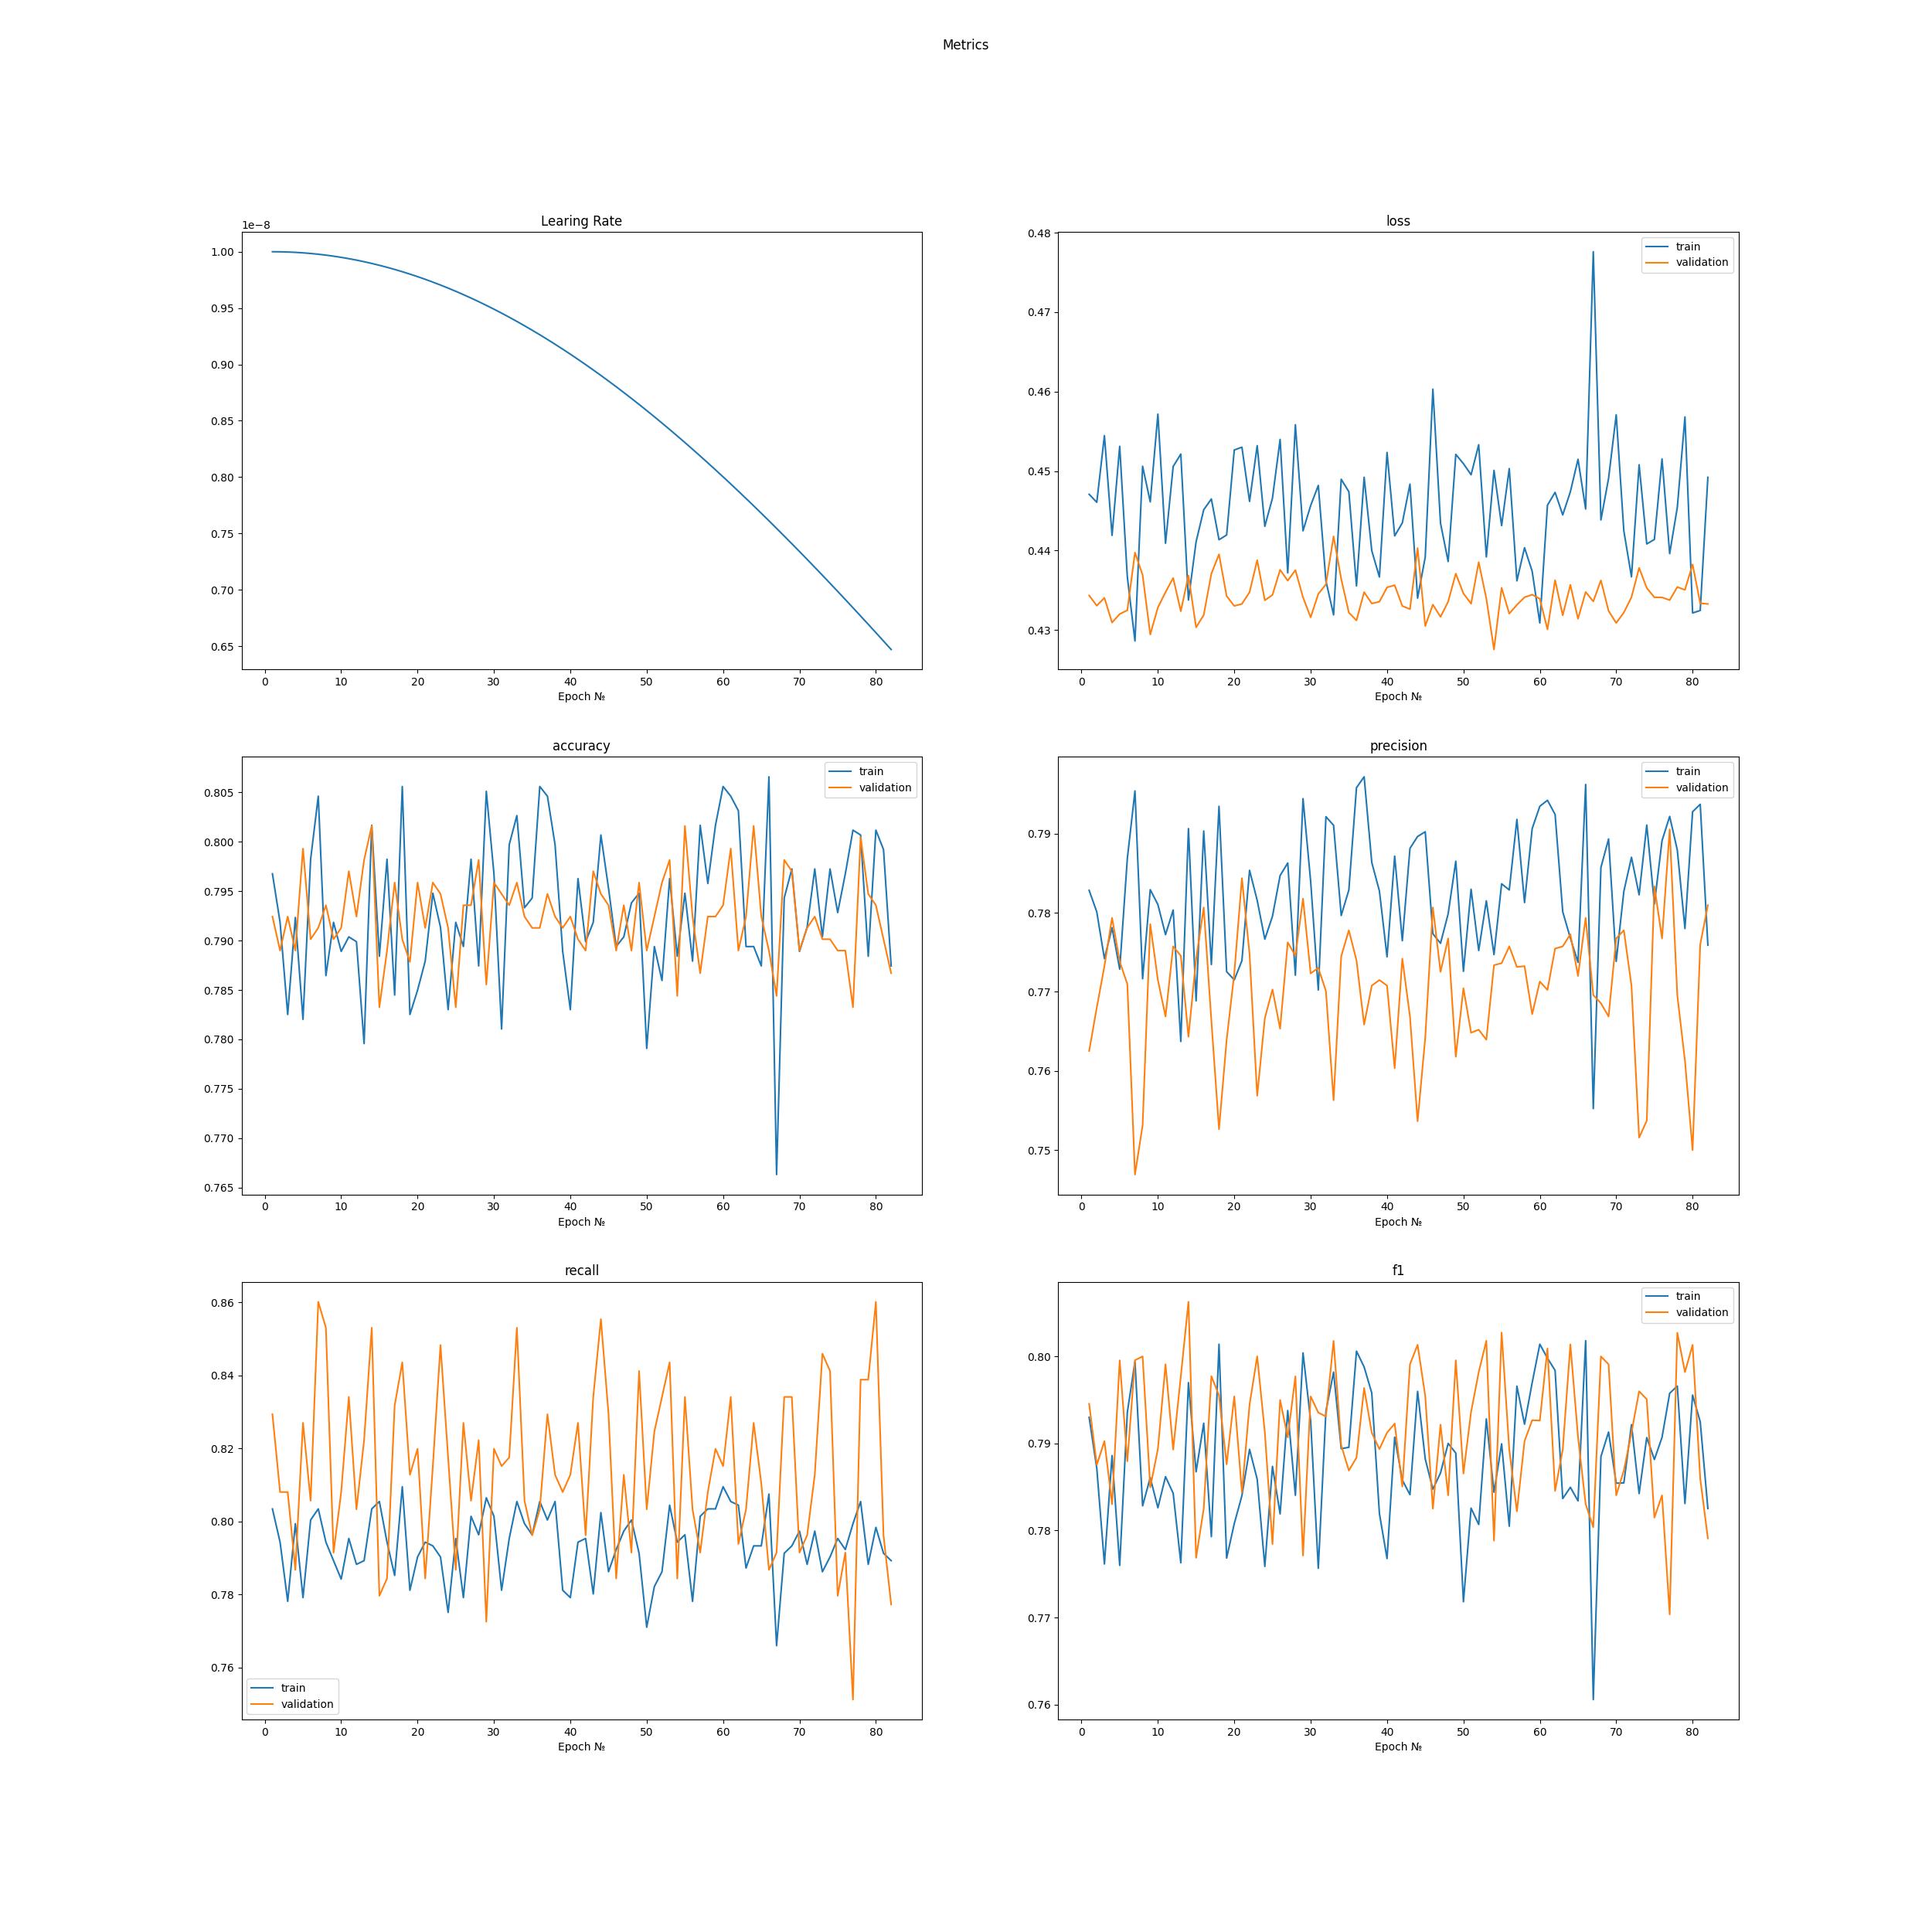 Metrics
Learing Rate
1e−8
1.00
0.95
0.90
0.85
0.80
0.75
0.70
0.65
0 10 20 30 40 50 60 70 80
Epoch №
loss
0.48
0.47
0.46
0.45
0.44
0.43
train
validation
0 10 20 30 40 50 60 70 80
Epoch №
accuracy
0.805
0.800
0.795
0.790
0.785
0.780
0.775
0.770
0.765
train
validation
0 10 20 30 40 50 60 70 80
Epoch №
precision
0.79
0.78
0.77
0.76
0.75
train
validation
0 10 20 30 40 50 60 70 80
Epoch №
recall
0.86
0.84
0.82
0.80
0.78
0.76
train
validation
0 10 20 30 40 50 60 70 80
Epoch №
f1
0.80
0.79
0.78
0.77
0.76
train
validation
0 10 20 30 40 50 60 70 80
Epoch №